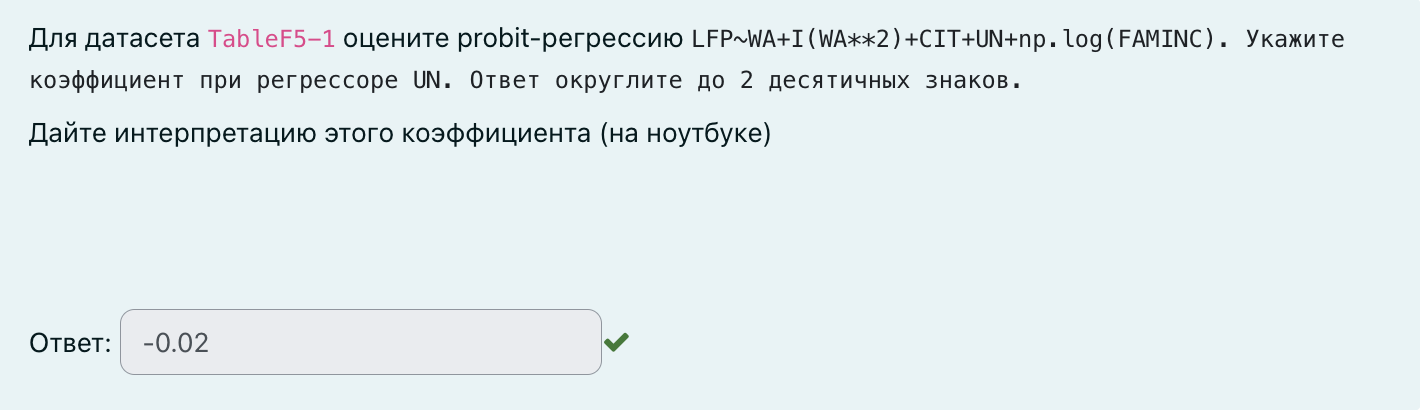 Для датасета TableF5-1 оцените probit-регрессию LFP~WA+I(WA**2)+CIT+UN+np.log(FAMINC). Укажите
коэффициент при регрессоре UN. Ответ округлите до 2 десятичных знаков.
Дайте интерпретацию этого коэффициента (на ноутбуке)
Ответ: -0.02